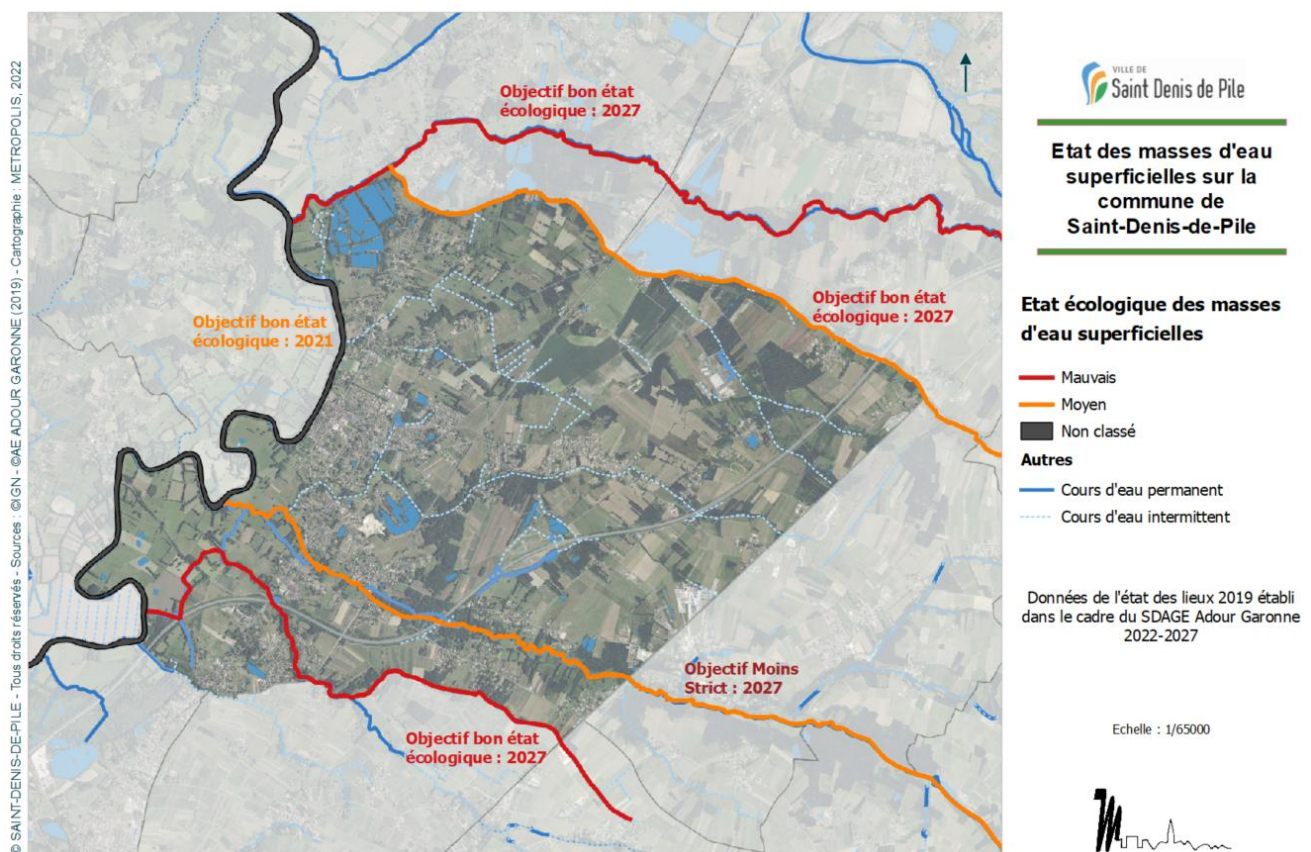 © SAINT-DENIS-DE-PILE - Tous droits réservés - Sources : ©IGN - ©AE ADOUR GARONNE (2019) - Cartographie : METROPOLIS, 2022
Objectif bon état
écologique : 2027
Objectif bon état
écologique : 2021
Objectif bon état
écologique : 2027
Objectif Moins
Strict : 2027
Objectif bon état
écologique : 2027
VILLE DE
Saint Denis de Pile
Etat des masses d'eau
superficielles sur la
commune de
Saint-Denis-de-Pile
Etat écologique des masses
d'eau superficielles
Mauvais
Moyen
Non classé
Autres
Cours d'eau permanent
Cours d'eau intermittent
Données de l'état des lieux 2019 établi
dans le cadre du SDAGE Adour Garonne
2022-2027
Echelle : 1/65000